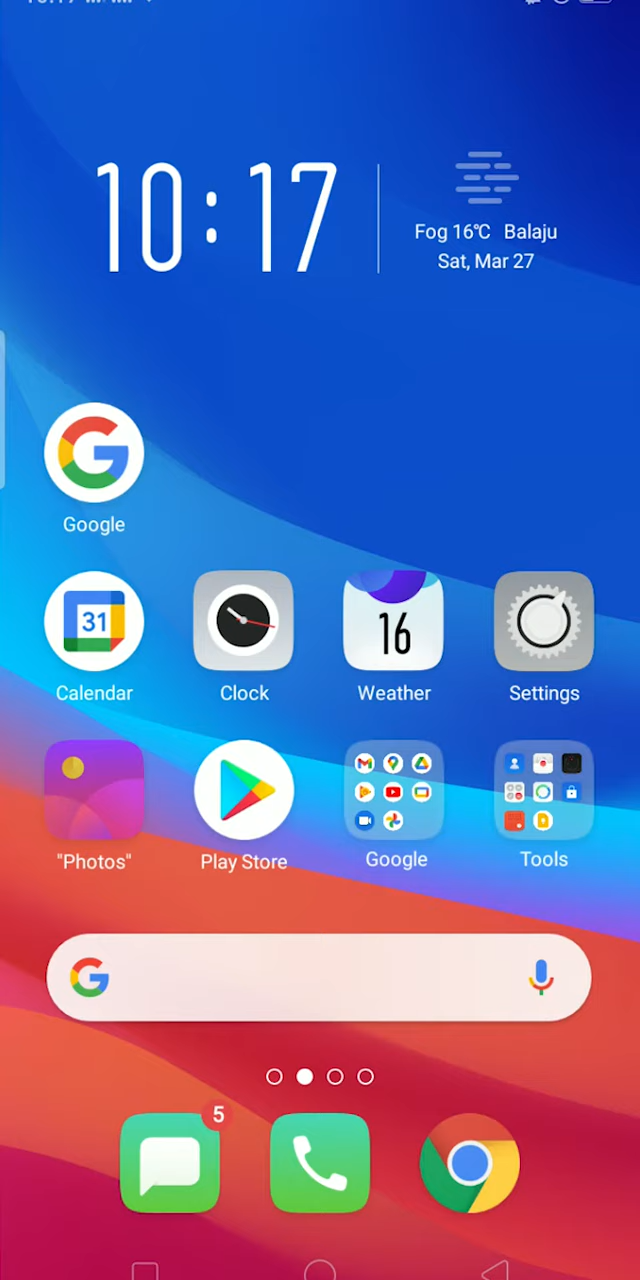 10:17
Fog 16℃ Balaju
Sat, Mar 27
Google
31
16
Calendar Clock Weather Settings
"Photos" Play Store Google Tools
5